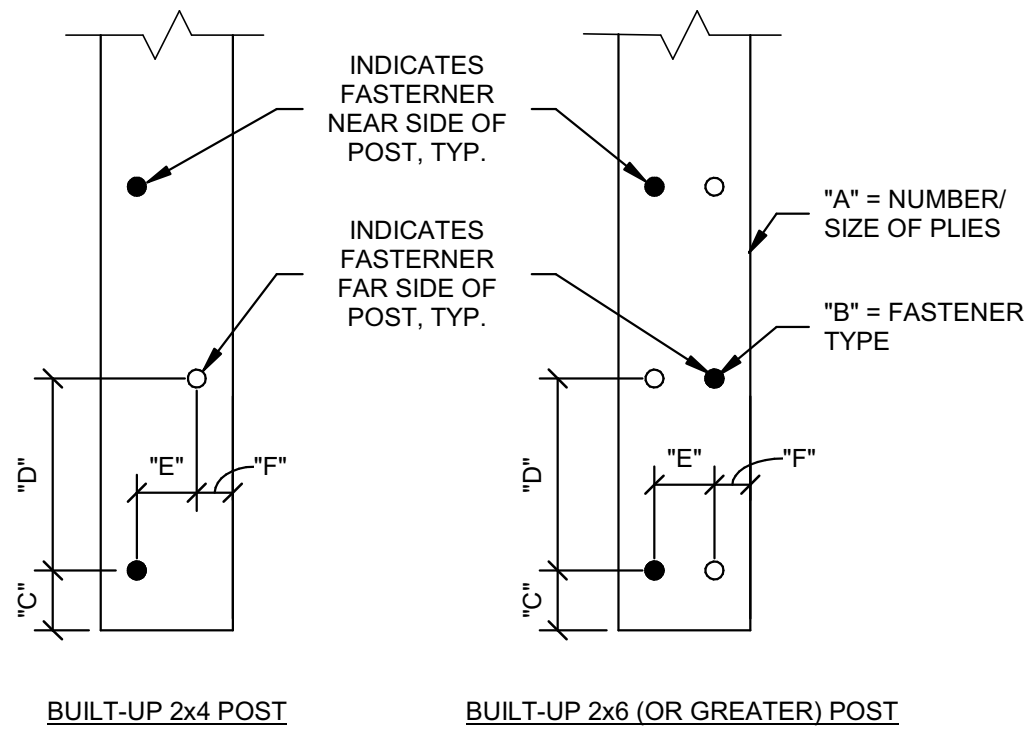 INDICATES
FASTERNER
NEAR SIDE OF
POST, TYP.
INDICATES
FASTERNER
FAR SIDE OF
POST, TYP.
"A" = NUMBER/
SIZE OF PLIES
"B" = FASTENER
TYPE
"D"
"E"
"F"
"C"
"D"
"E"
"F"
"C"
BUILT-UP 2x4 POST
BUILT-UP 2x6 (OR GREATER) POST